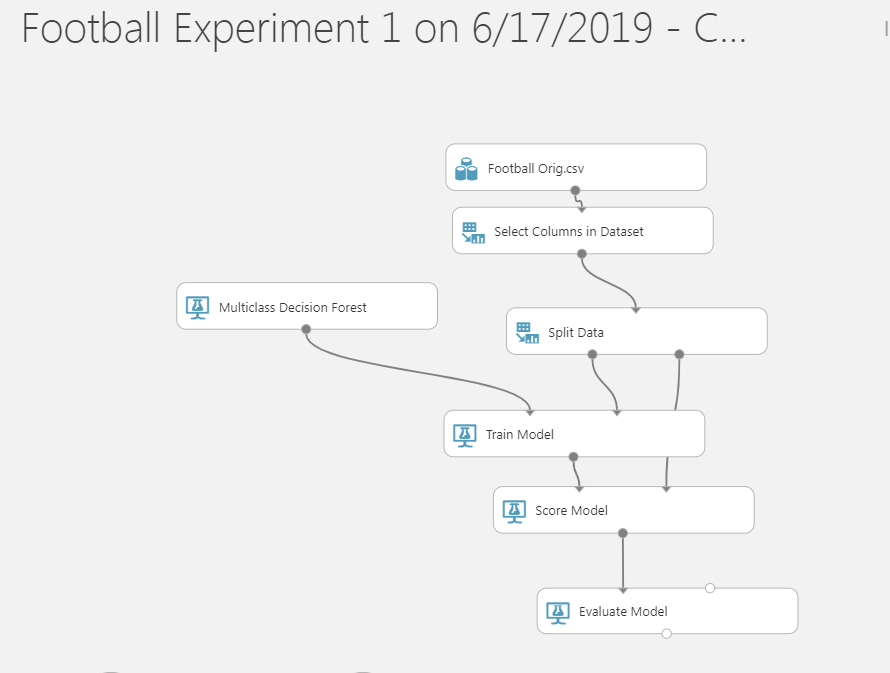 Football Experiment 1 on 6/17/2019 - C...
Football Orig.csv
Select Columns in Dataset
Multiclass Decision Forest
Split Data
Train Model
Score Model
Evaluate Model